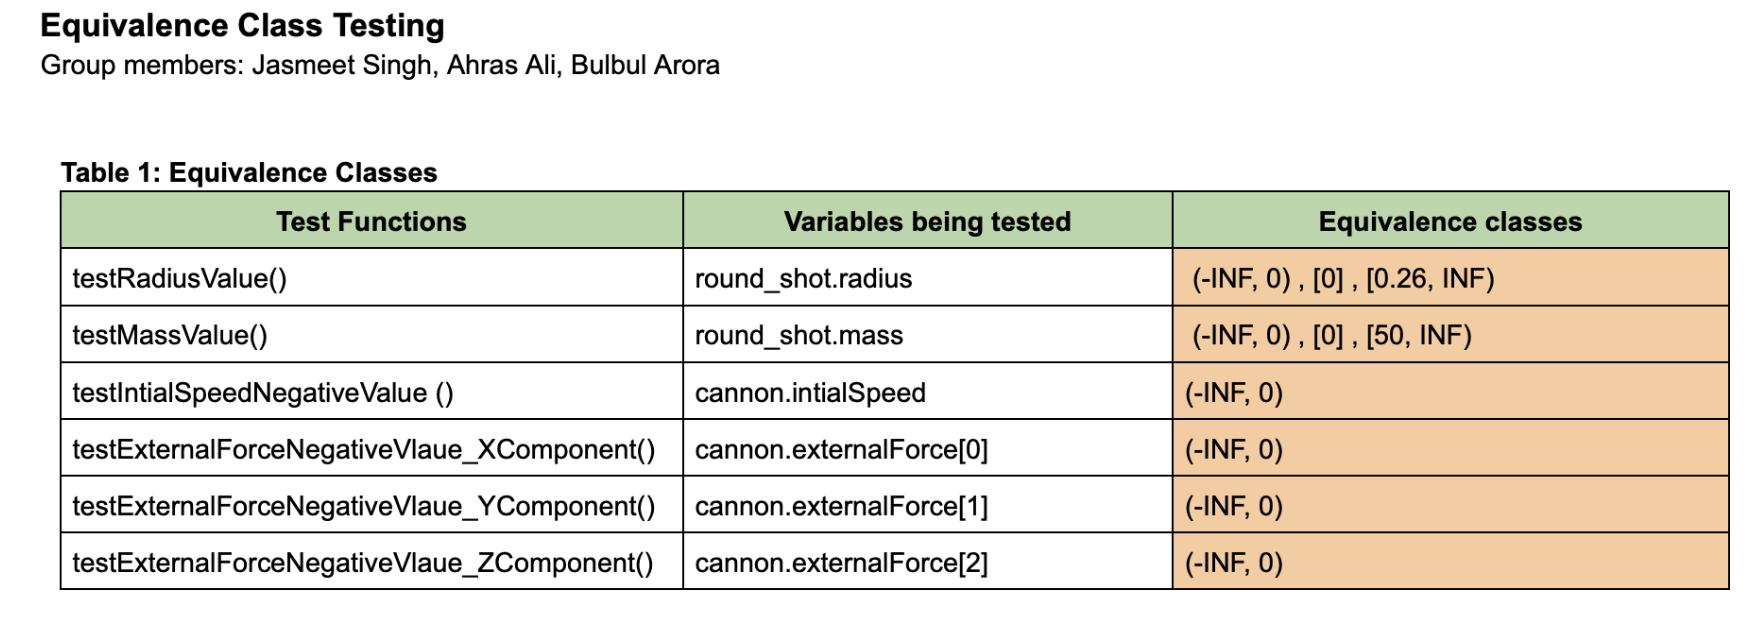 Equivalence Class Testing
Group members: Jasmeet Singh, Ahras Ali, Bulbul Arora
Table 1: Equivalence Classes
Test Functions Variables being tested Equivalence classes
testRadiusValue() round_shot.radius (-INF, 0) , [0] , [0.26, INF)
testMassValue() round_shot.mass (-INF, 0) , [0] , [50, INF)
testIntialSpeedNegativeValue () cannon.intialSpeed (-INF, 0)
testExternalForceNegativeVlaue_XComponent() cannon.externalForce[0] (-INF, 0)
testExternalForceNegativeVlaue_YComponent() cannon.externalForce[1] (-INF, 0)
testExternalForceNegativeVlaue_ZComponent() cannon.externalForce[2] (-INF, 0)